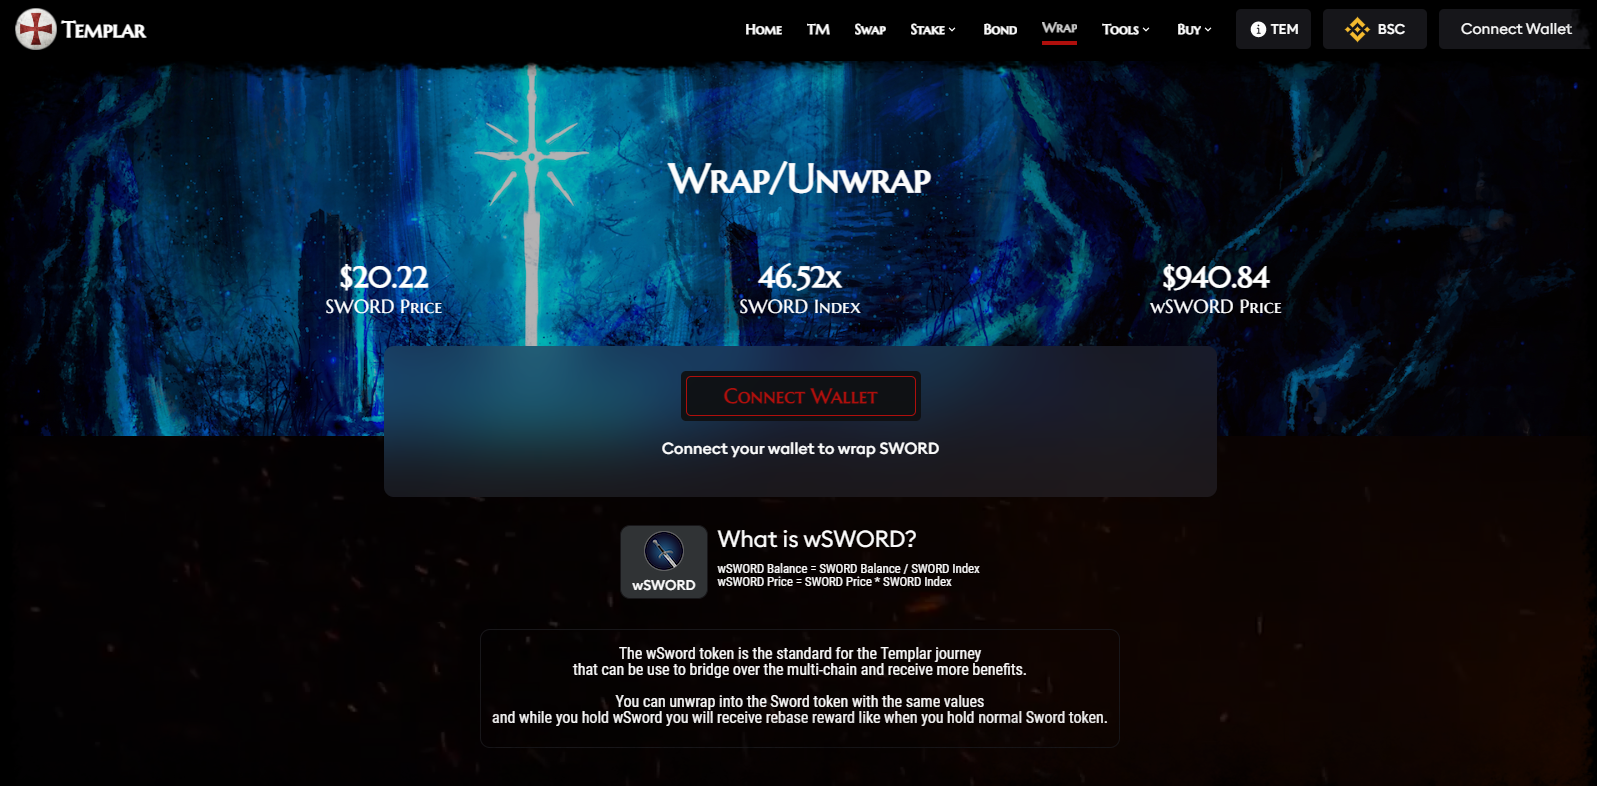 Templar
Home TM Swap Stake Bond Wrap Tools Buy TEM BSC Connect Wallet
Wrap/Unwrap
$20.22 46.52x $940.84
SWORD Price SWORD Index wSWORD Price
Connect Wallet
Connect your wallet to wrap SWORD
What is wSWORD?
wSWORD Balance = SWORD Balance / SWORD Index
wSWORD Price = SWORD Price * SWORD Index
wSWORD
The wSword token is the standard for the Templar journey
that can be use to bridge over the multi-chain and receive more benefits.
You can unwrap into the Sword token with the same values
and while you hold wSword you will receive rebase reward like when you hold normal Sword token.